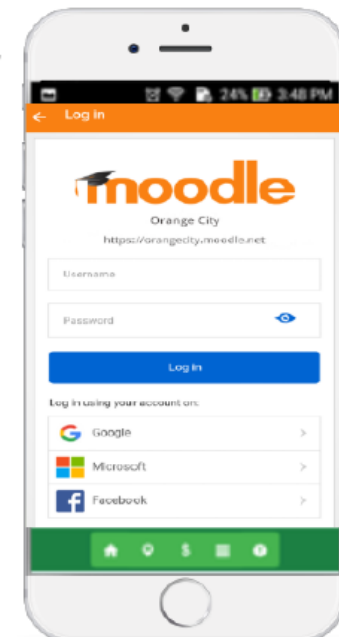 24% 3:48 PM
Log in
moodle
Orange City
https://orangecity.moodle.net
Username
Password
Log in
Log in using your account on:
Google
Microsoft
Facebook